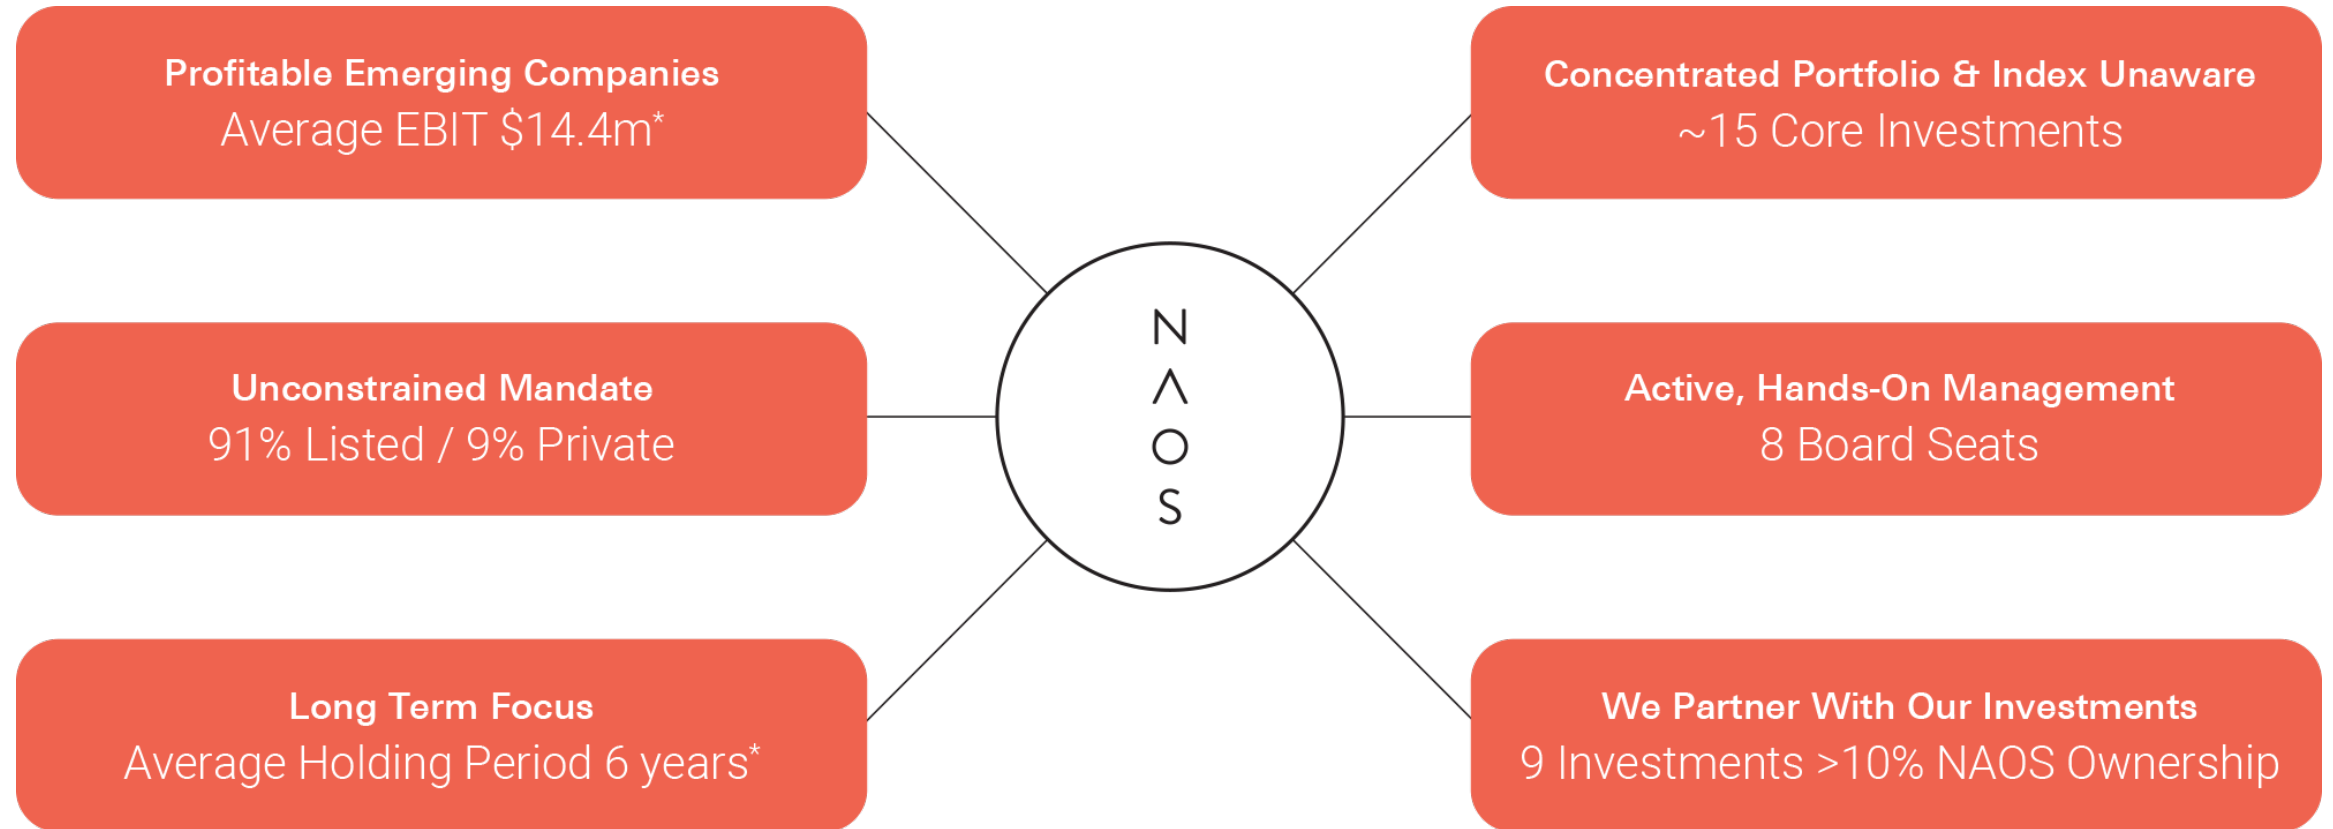 Profitable Emerging Companies
Average EBIT $14.4m*
Unconstrained Mandate
91% Listed / 9% Private
Long Term Focus
Average Holding Period 6 years*
N
Λ
O
S
Concentrated Portfolio & Index Unaware
~15 Core Investments
Active, Hands-On Management
8 Board Seats
We Partner With Our Investments
9 Investments >10% NAOS Ownership